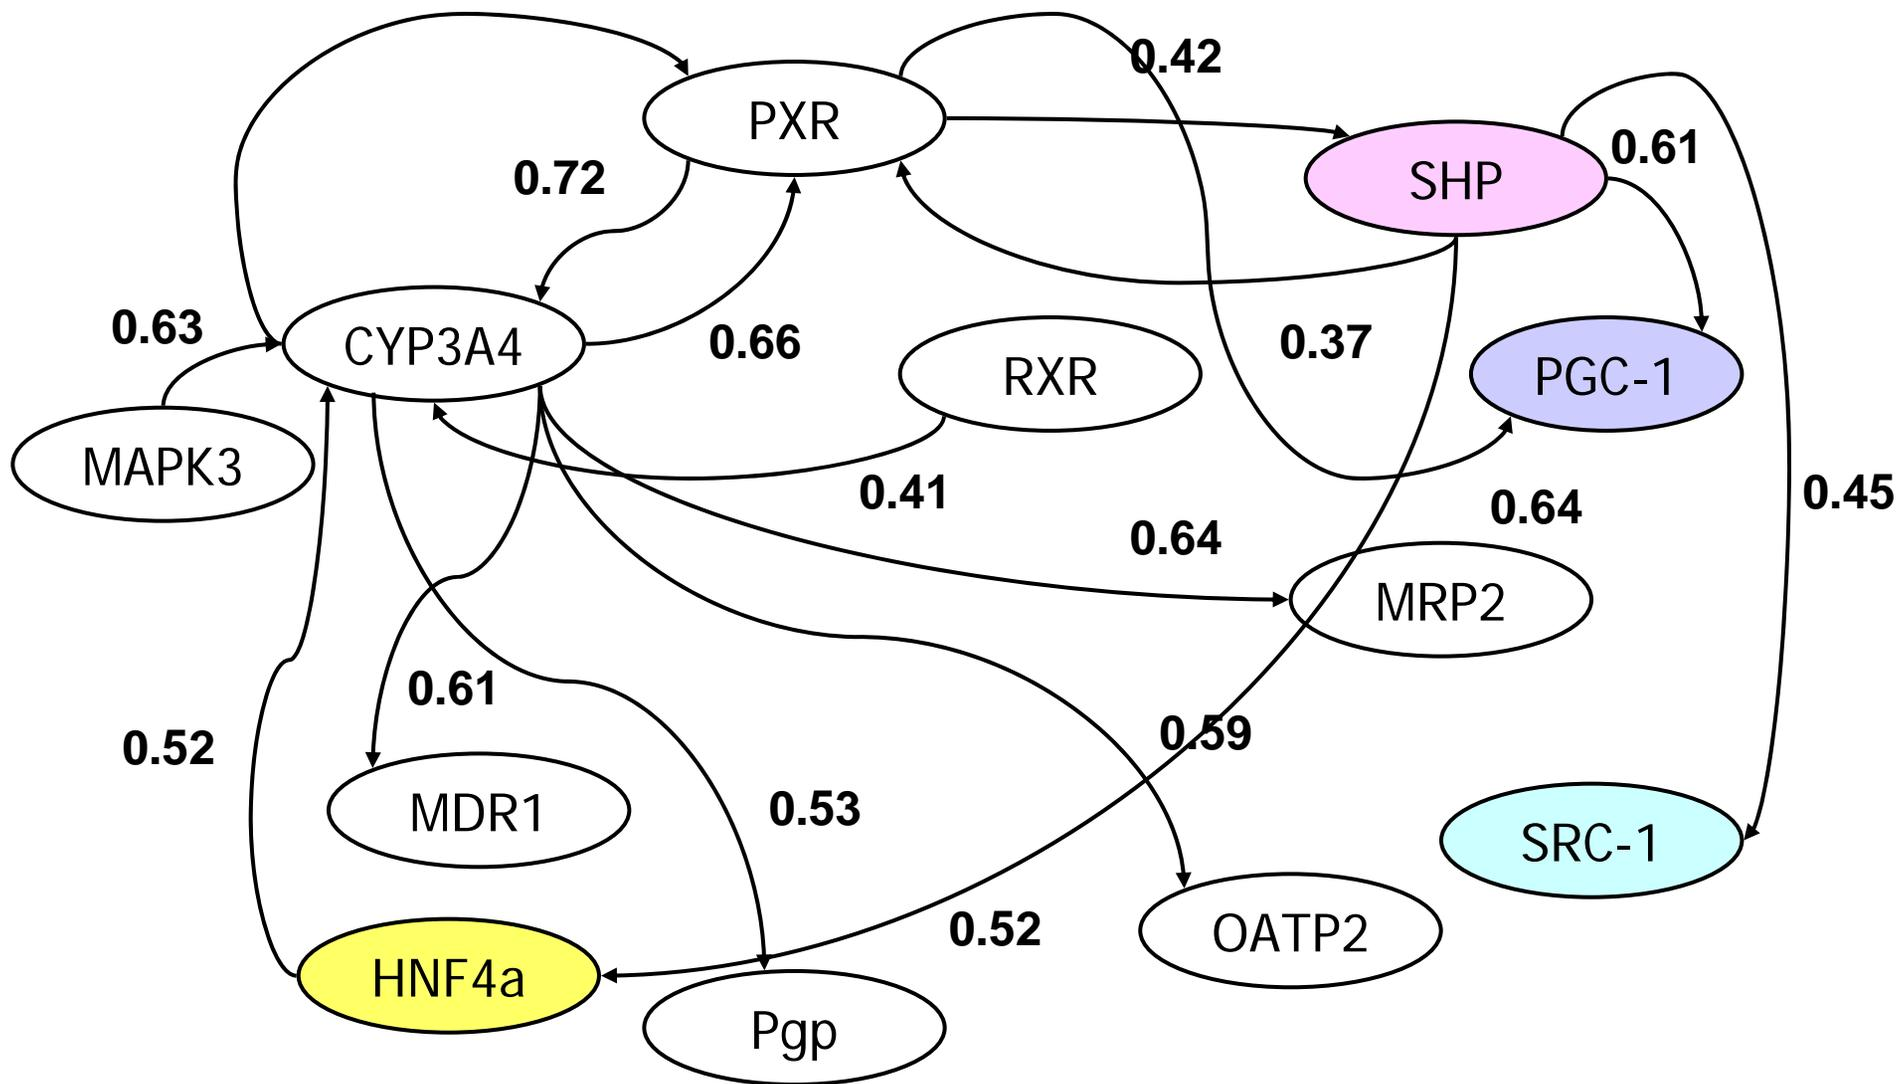 0.42
PXR
0.61
SHP
0.72
0.63
CYP3A4
0.66
RXR
0.37
PGC-1
MAPK3
0.41
0.64
0.64
0.45
MRP2
0.61
0.52
0.59
MDR1
0.53
SRC-1
0.52
OATP2
HNF4a
Pgp